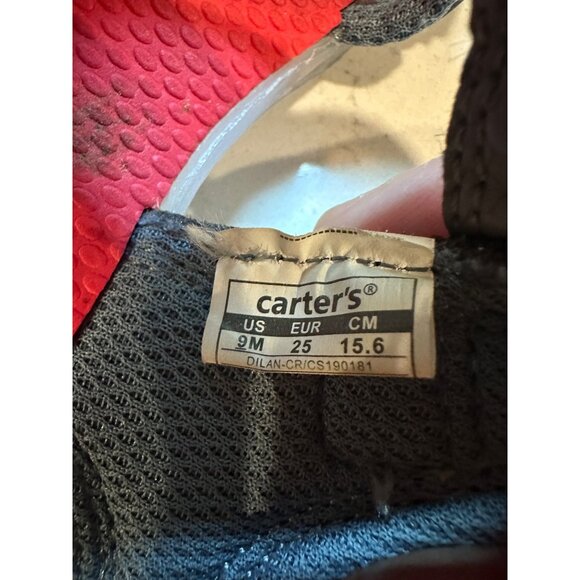 carter's®
US EUR CM
9M 25 15.6
DILAN-CR/CS190181